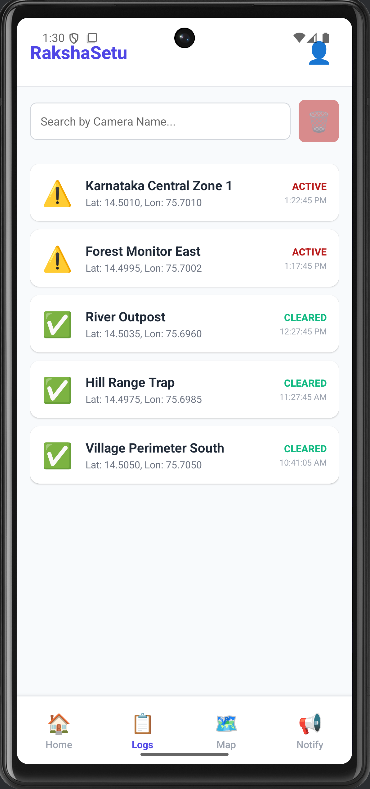 1:30
RakshaSetu
Search by Camera Name...
Karnataka Central Zone 1
ACTIVE
Lat: 14.5010, Lon: 75.7010
1:22:45 PM
Forest Monitor East
ACTIVE
Lat: 14.4995, Lon: 75.7002
1:17:45 PM
River Outpost
CLEARED
Lat: 14.5035, Lon: 75.6960
12:27:45 PM
Hill Range Trap
CLEARED
Lat: 14.4975, Lon: 75.6985
11:27:45 AM
Village Perimeter South
CLEARED
Lat: 14.5050, Lon: 75.7050
10:41:05 AM
Home Logs Map Notify